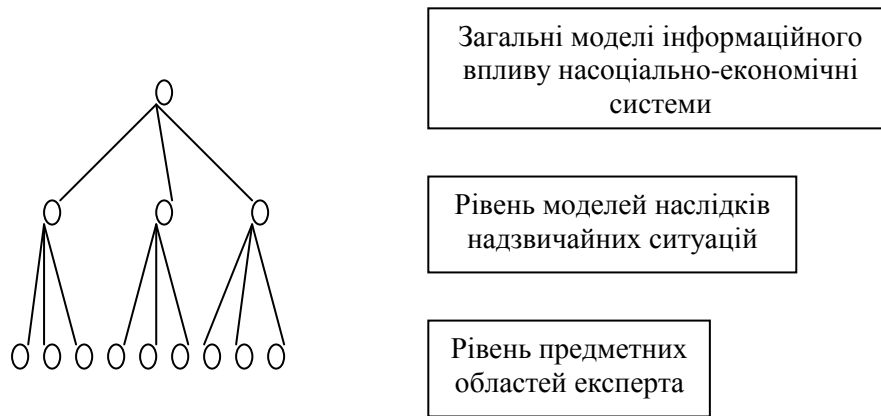 Загальні моделі інформаційного
впливу насоціально-економічні
системи
Рівень моделей наслідків
надзвичайних ситуацій
Рівень предметних
областей експерта